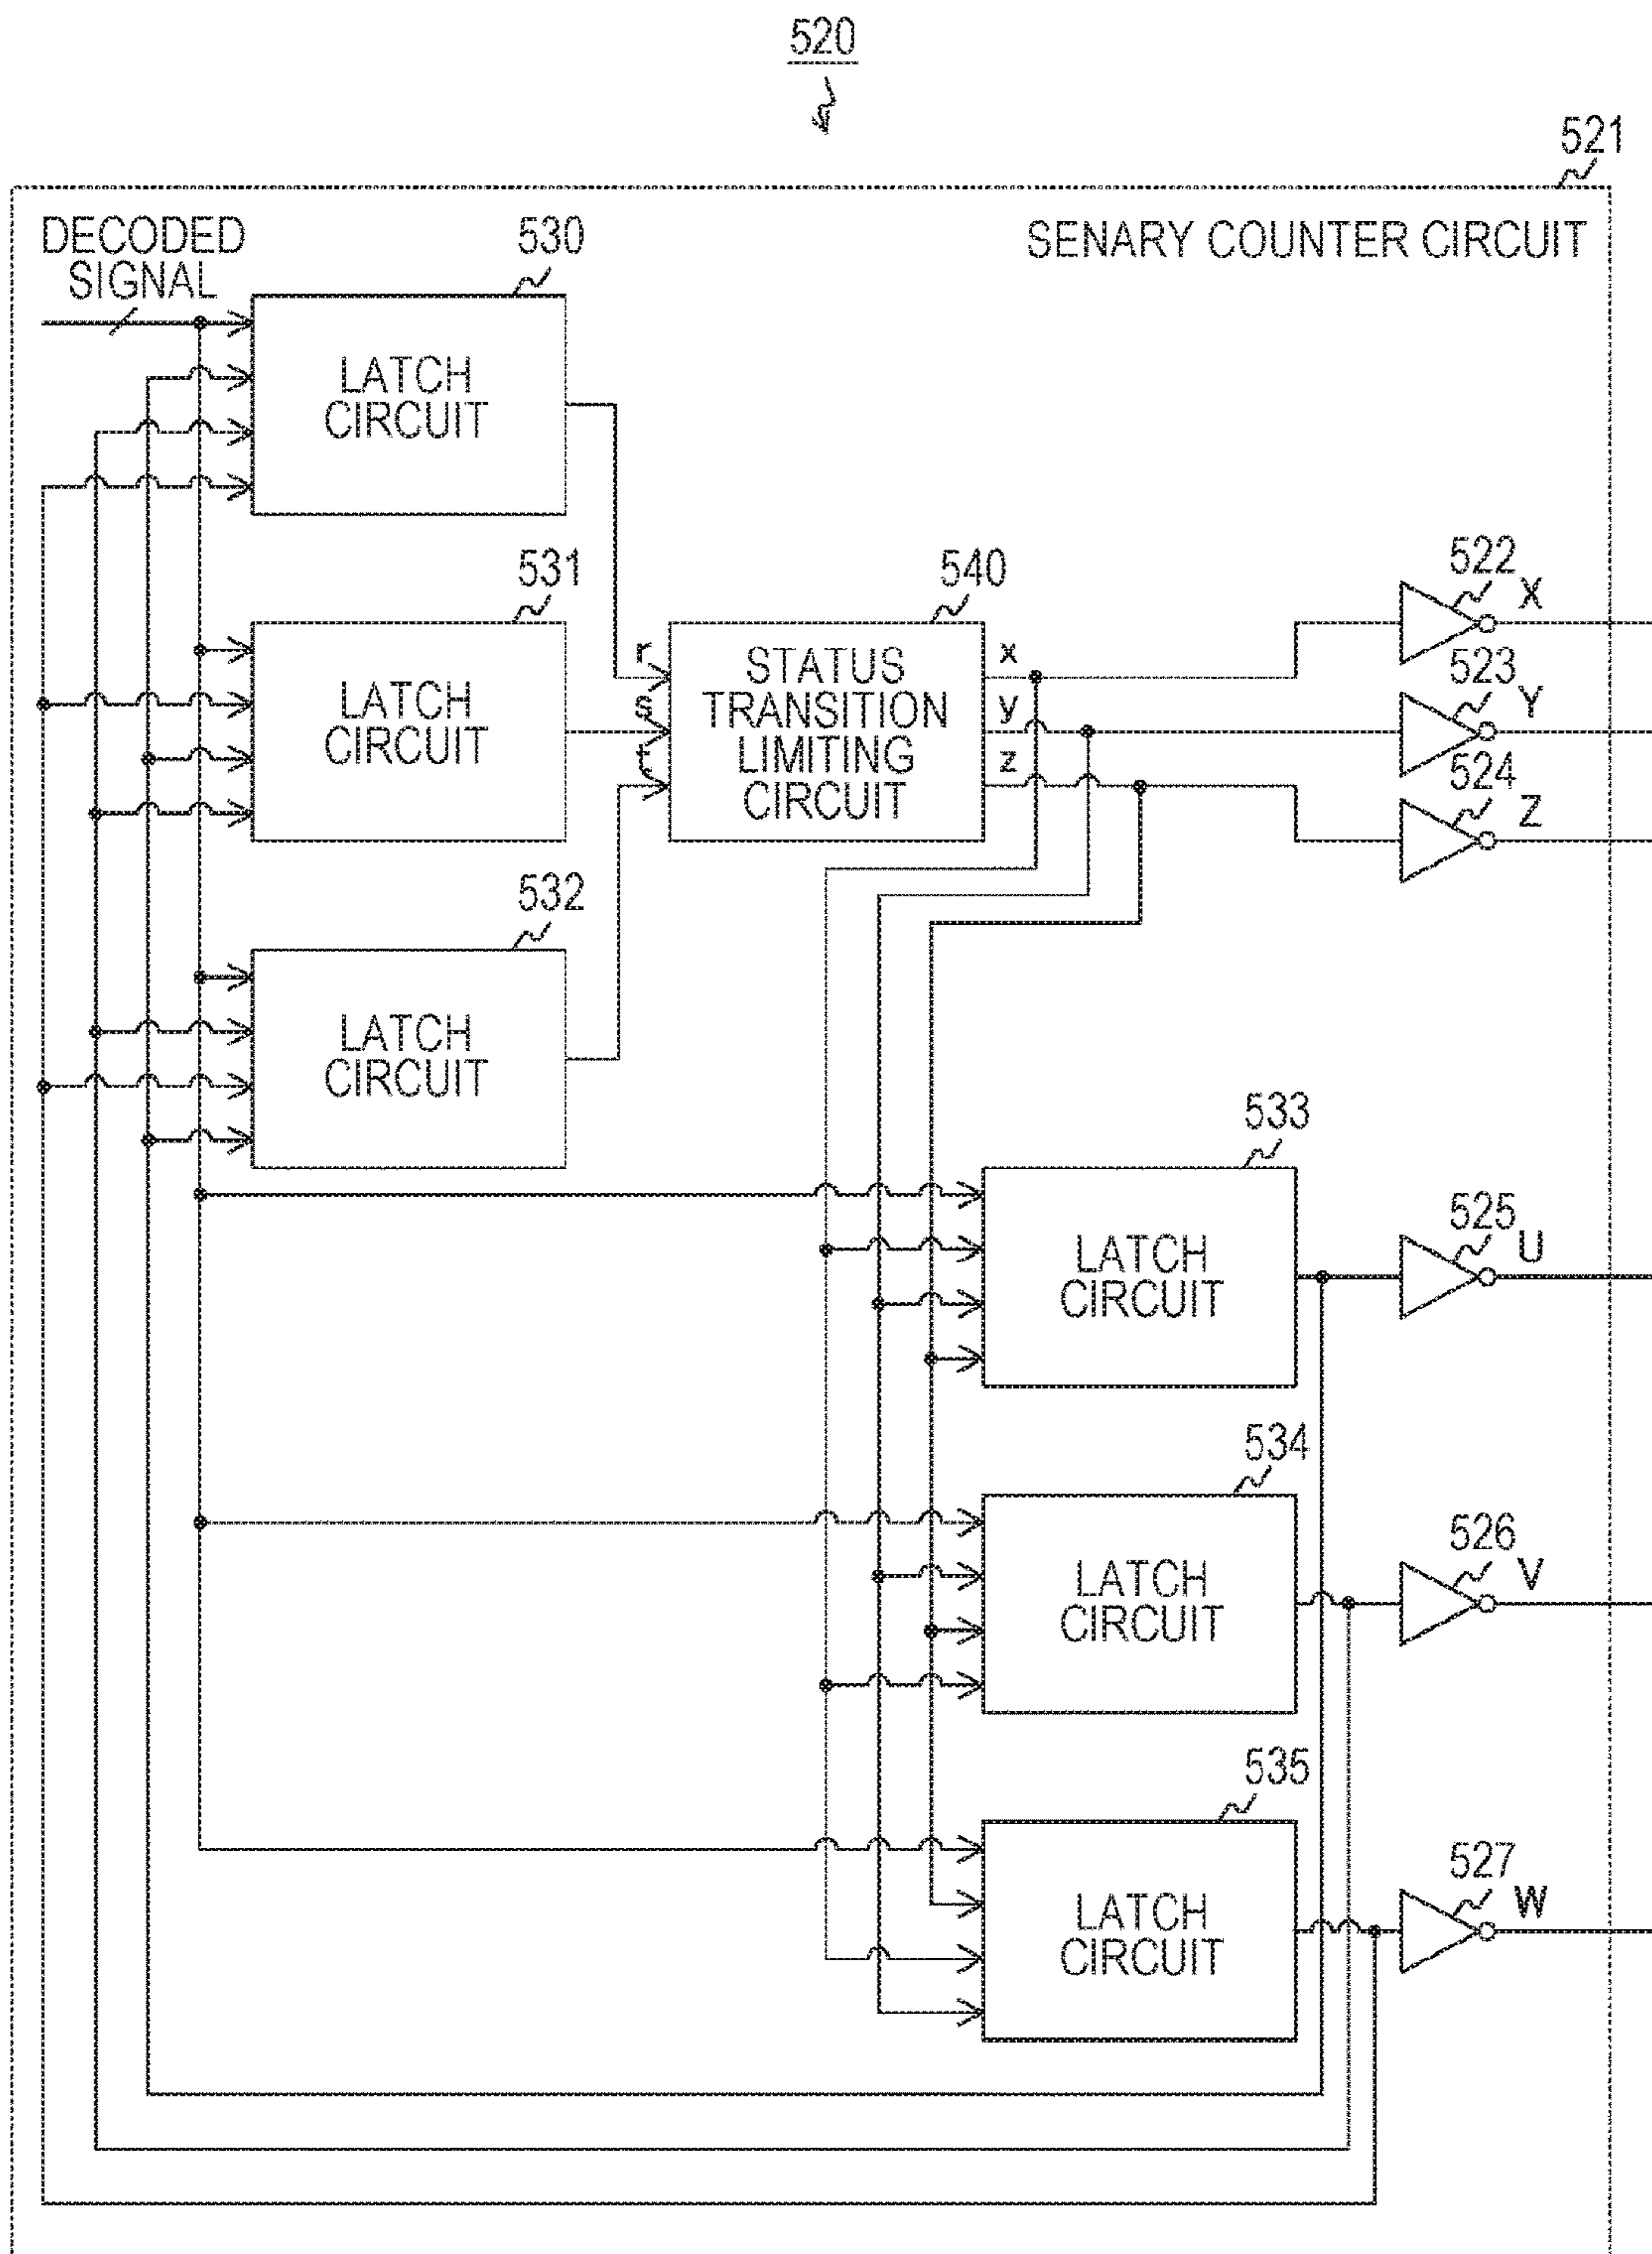 520
521
DECODED
SIGNAL
530
SENARY COUNTER CIRCUIT
LATCH
CIRCUIT
531
540
522
X
LATCH
CIRCUIT
r
s
t
STATUS
TRANSITION
LIMITING
CIRCUIT
x
y
z
523
Y
524
Z
532
LATCH
CIRCUIT
533
LATCH
CIRCUIT
525
U
534
LATCH
CIRCUIT
526
V
535
LATCH
CIRCUIT
527
W